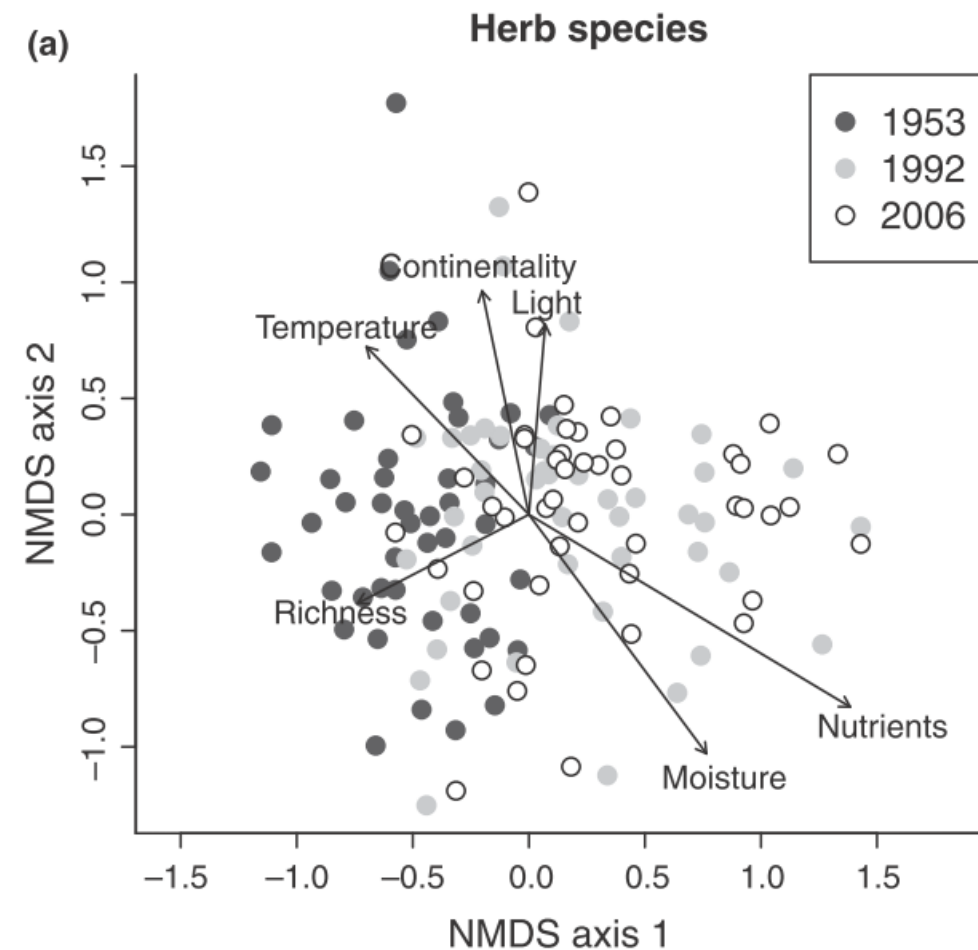 (a)
Herb species
1953
1992
2006
NMDS axis 2
1.5
1.0
0.5
0.0
−0.5
−1.0
Continentality
Light
Temperature
Richness
Nutrients
Moisture
−1.5 −1.0 −0.5 0.0 0.5 1.0 1.5
NMDS axis 1